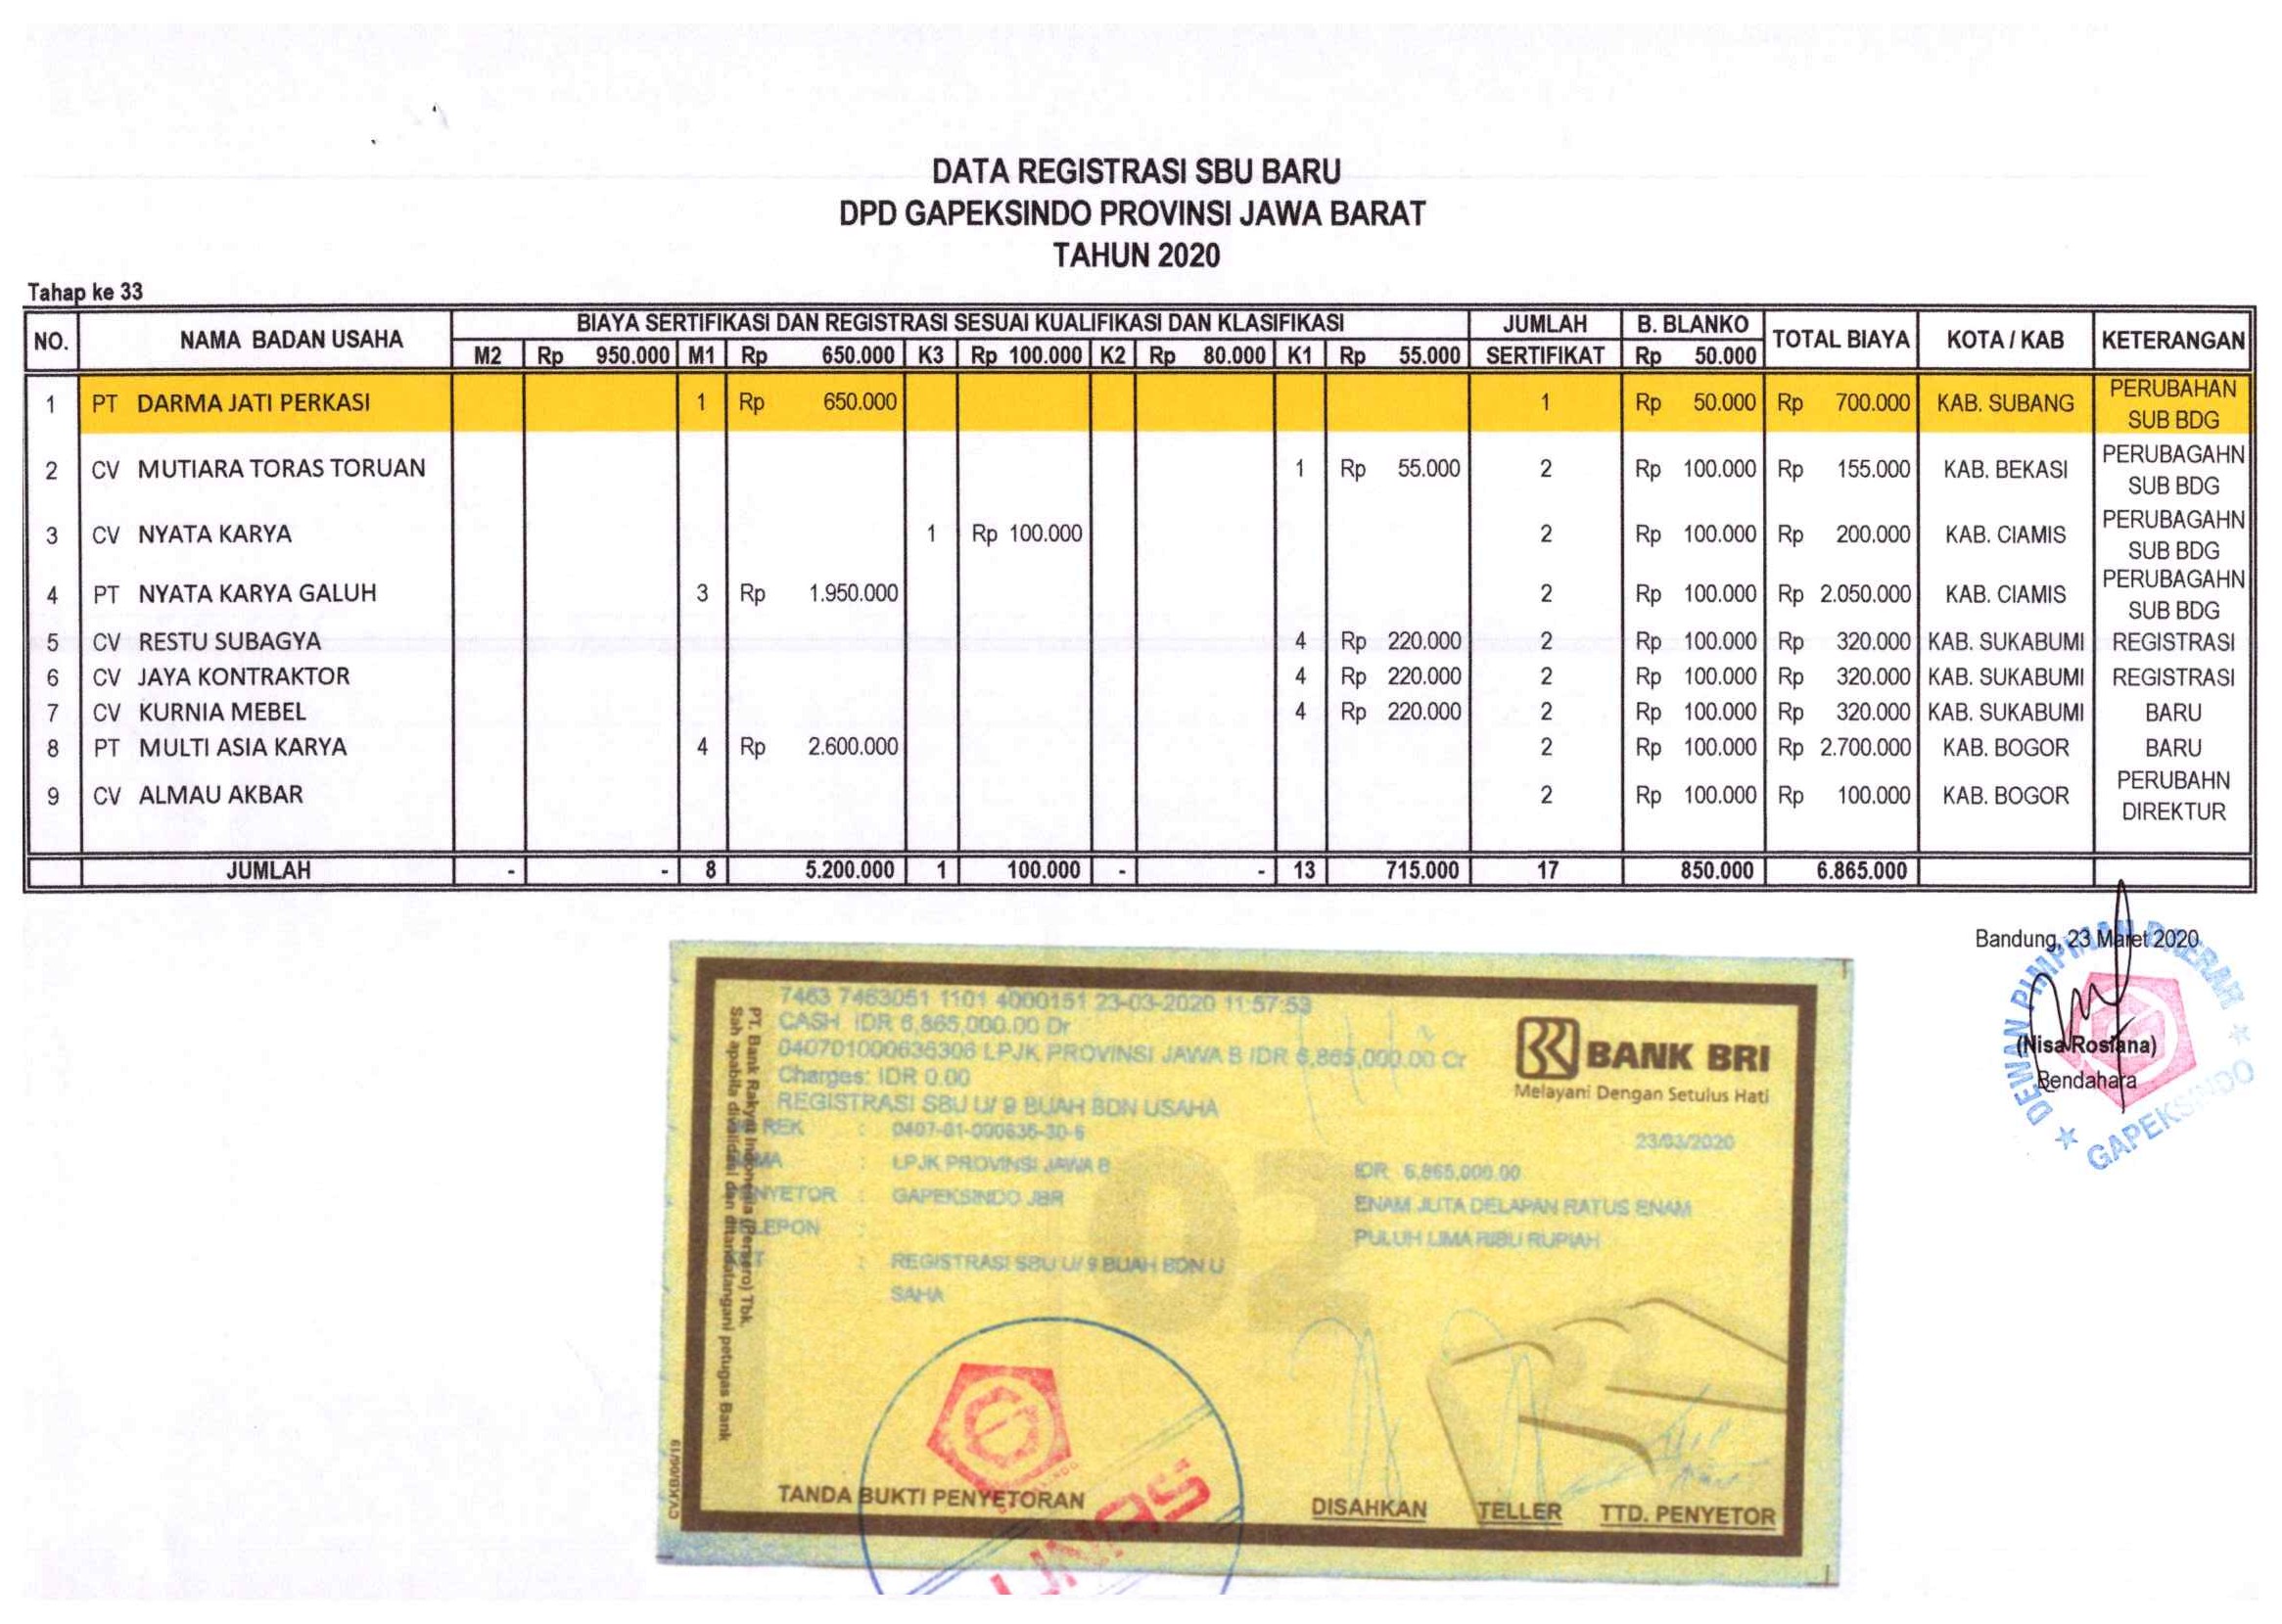 DATA REGISTRASI SBU BARU
DPD GAPEKSINDO PROVINSI JAWA BARAT
TAHUN 2020
Tahap ke 33
NO. NAMA BADAN USAHA BIAYA SERTIFIKASI DAN REGISTRASI SESUAI KUALIFIKASI DAN KLASIFIKASI JUMLAH B. BLANKO TOTAL BIAYA KOTA / KAB KETERANGAN
M2 Rp 950.000 M1 Rp 650.000 K3 Rp 100.000 K2 Rp 80.000 K1 Rp 55.000 SERTIFIKAT Rp 50.000
1 PT DARMA JATI PERKASI 1 Rp 650.000 1 Rp 50.000 Rp 700.000 KAB. SUBANG PERUBAHAN
SUB BDG
2 CV MUTIARA TORAS TORUAN 1 Rp 55.000 2 Rp 100.000 Rp 155.000 KAB. BEKASI PERUBAGAHN
SUB BDG
3 CV NYATA KARYA 1 Rp 100.000 2 Rp 100.000 Rp 200.000 KAB. CIAMIS PERUBAGAHN
SUB BDG
4 PT NYATA KARYA GALUH 3 Rp 1.950.000 2 Rp 100.000 Rp 2.050.000 KAB. CIAMIS PERUBAGAHN
SUB BDG
5 CV RESTU SUBAGYA 4 Rp 220.000 2 Rp 100.000 Rp 320.000 KAB. SUKABUMI REGISTRASI
6 CV JAYA KONTRAKTOR 4 Rp 220.000 2 Rp 100.000 Rp 320.000 KAB. SUKABUMI REGISTRASI
7 CV KURNIA MEBEL 4 Rp 220.000 2 Rp 100.000 Rp 320.000 KAB. SUKABUMI BARU
8 PT MULTI ASIA KARYA 4 Rp 2.600.000 2 Rp 100.000 Rp 2.700.000 KAB. BOGOR BARU
9 CV ALMAU AKBAR 2 Rp 100.000 Rp 100.000 KAB. BOGOR PERUBAHN
DIREKTUR
JUMLAH - - 8 5.200.000 1 100.000 - - 13 715.000 17 850.000 6.865.000
Bandung, 23 Maret 2020
DEWAN PIMPINAN DAERAH
GAPEKSINDO
(Nisa Rosfana)
Bendahara
7463 7463051 1101 4000151 23-03-2020 11:57:53
CASH IDR 6,865,000.00 Dr
040701000636306 LPJK PROVINSI JAWA B IDR 6,865,000.00 Cr
Charges: IDR 0.00
REGISTRASI SBU U/ 9 BUAH BDN USAHA
BANK BRI
Melayani Dengan Setulus Hati
REK : 0407-01-000636-30-6
23/03/2020
: LPJK PROVINSI JAWA B
IDR 6,865,000.00
PENYETOR : GAPEKSINDO JBR
ENAM JUTA DELAPAN RATUS ENAM
PULUH LIMA RIBU RUPIAH
TELEPON :
KET : REGISTRASI SBU U/ 9 BUAH BDN U
SAHA
PT. Bank Rakyat Indonesia (Persero) Tbk.
Sah apabila divalidasi dan ditandatangani petugas Bank
CV.KB/06/19
TANDA BUKTI PENYETORAN
DISAHKAN TELLER TTD. PENYETOR